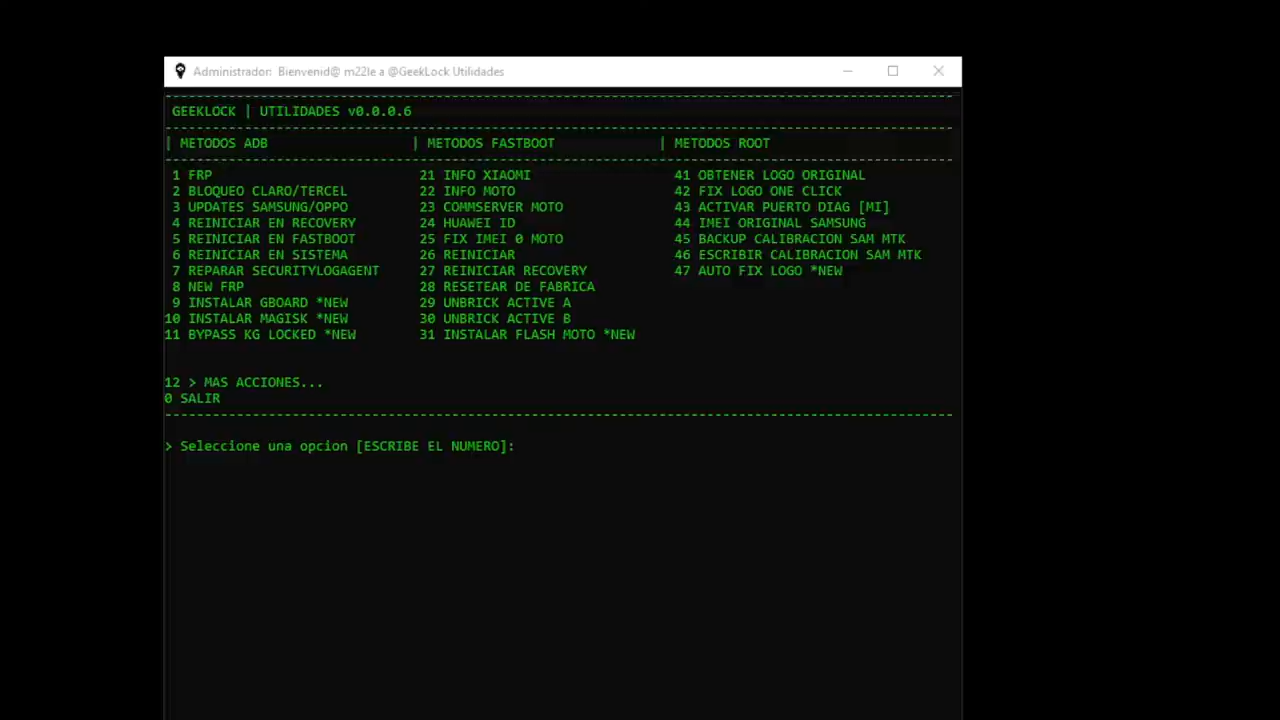 Administrador: Bienvenid@ m22le a @GeekLock Utilidades
GEEKLOCK | UTILIDADES v0.0.0.6
| METODOS ADB | METODOS FASTBOOT | METODOS ROOT
1 FRP 21 INFO XIAOMI 41 OBTENER LOGO ORIGINAL
2 BLOQUEO CLARO/TERCEL 22 INFO MOTO 42 FIX LOGO ONE CLICK
3 UPDATES SAMSUNG/OPPO 23 COMMSERVER MOTO 43 ACTIVAR PUERTO DIAG [MI]
4 REINICIAR EN RECOVERY 24 HUAWEI ID 44 IMEI ORIGINAL SAMSUNG
5 REINICIAR EN FASTBOOT 25 FIX IMEI 0 MOTO 45 BACKUP CALIBRACION SAM MTK
6 REINICIAR EN SISTEMA 26 REINICIAR 46 ESCRIBIR CALIBRACION SAM MTK
7 REPARAR SECURITYLOGAGENT 27 REINICIAR RECOVERY 47 AUTO FIX LOGO *NEW
8 NEW FRP 28 RESETEAR DE FABRICA
9 INSTALAR GBOARD *NEW 29 UNBRICK ACTIVE A
10 INSTALAR MAGISK *NEW 30 UNBRICK ACTIVE B
11 BYPASS KG LOCKED *NEW 31 INSTALAR FLASH MOTO *NEW
12 > MAS ACCIONES...
0 SALIR
> Seleccione una opcion [ESCRIBE EL NUMERO]: